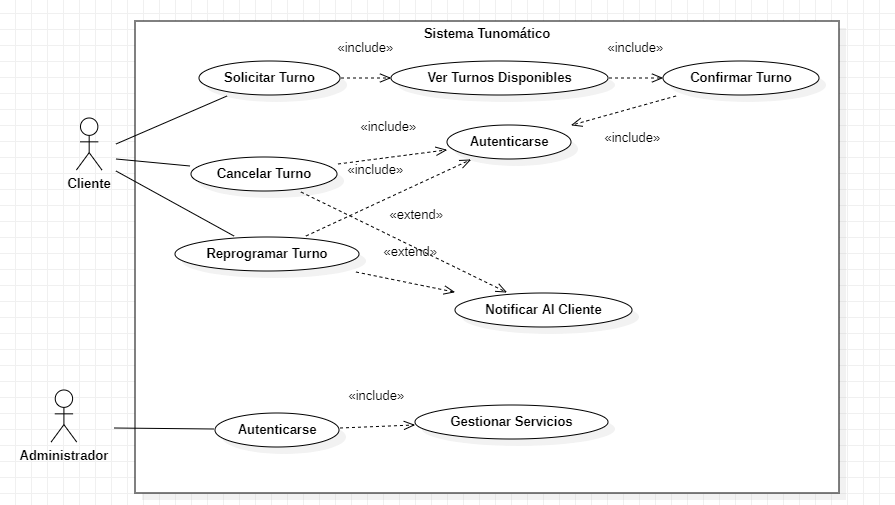 Sistema Tunomático
«include»
«include»
Solicitar Turno
Ver Turnos Disponibles
Confirmar Turno
«include»
Autenticarse
«include»
Cliente
Cancelar Turno
«include»
«extend»
Reprogramar Turno
«extend»
Notificar Al Cliente
«include»
Autenticarse
Gestionar Servicios
Administrador